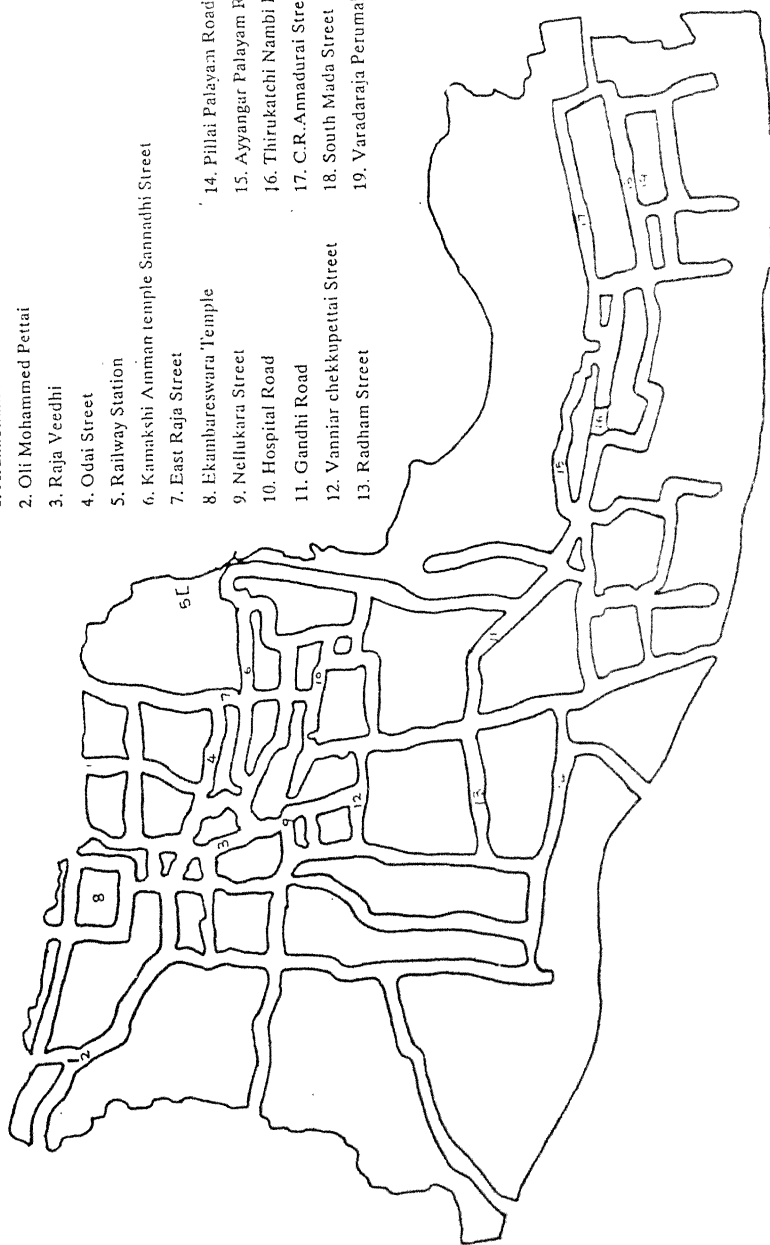 2. Oli Mohammed Pettai
3. Raja Veedhi
4. Odai Street
5. Railway Station
6. Kamakshi Amman temple Sannadhi Street
7. East Raja Street
8. Ekambareswara Temple
9. Nellukara Street
10. Hospital Road
11. Gandhi Road
12. Vanniar chekkupettai Street
13. Radham Street
14. Pillai Palayam Road
15. Ayyangar Palayam
16. Thirukatchi Nambi
17. C.R.Annadurai
18. South Mada Street
19. Varadaraja
5
8
7
6
4
3
2
10
9
12
11
13
15
16
17